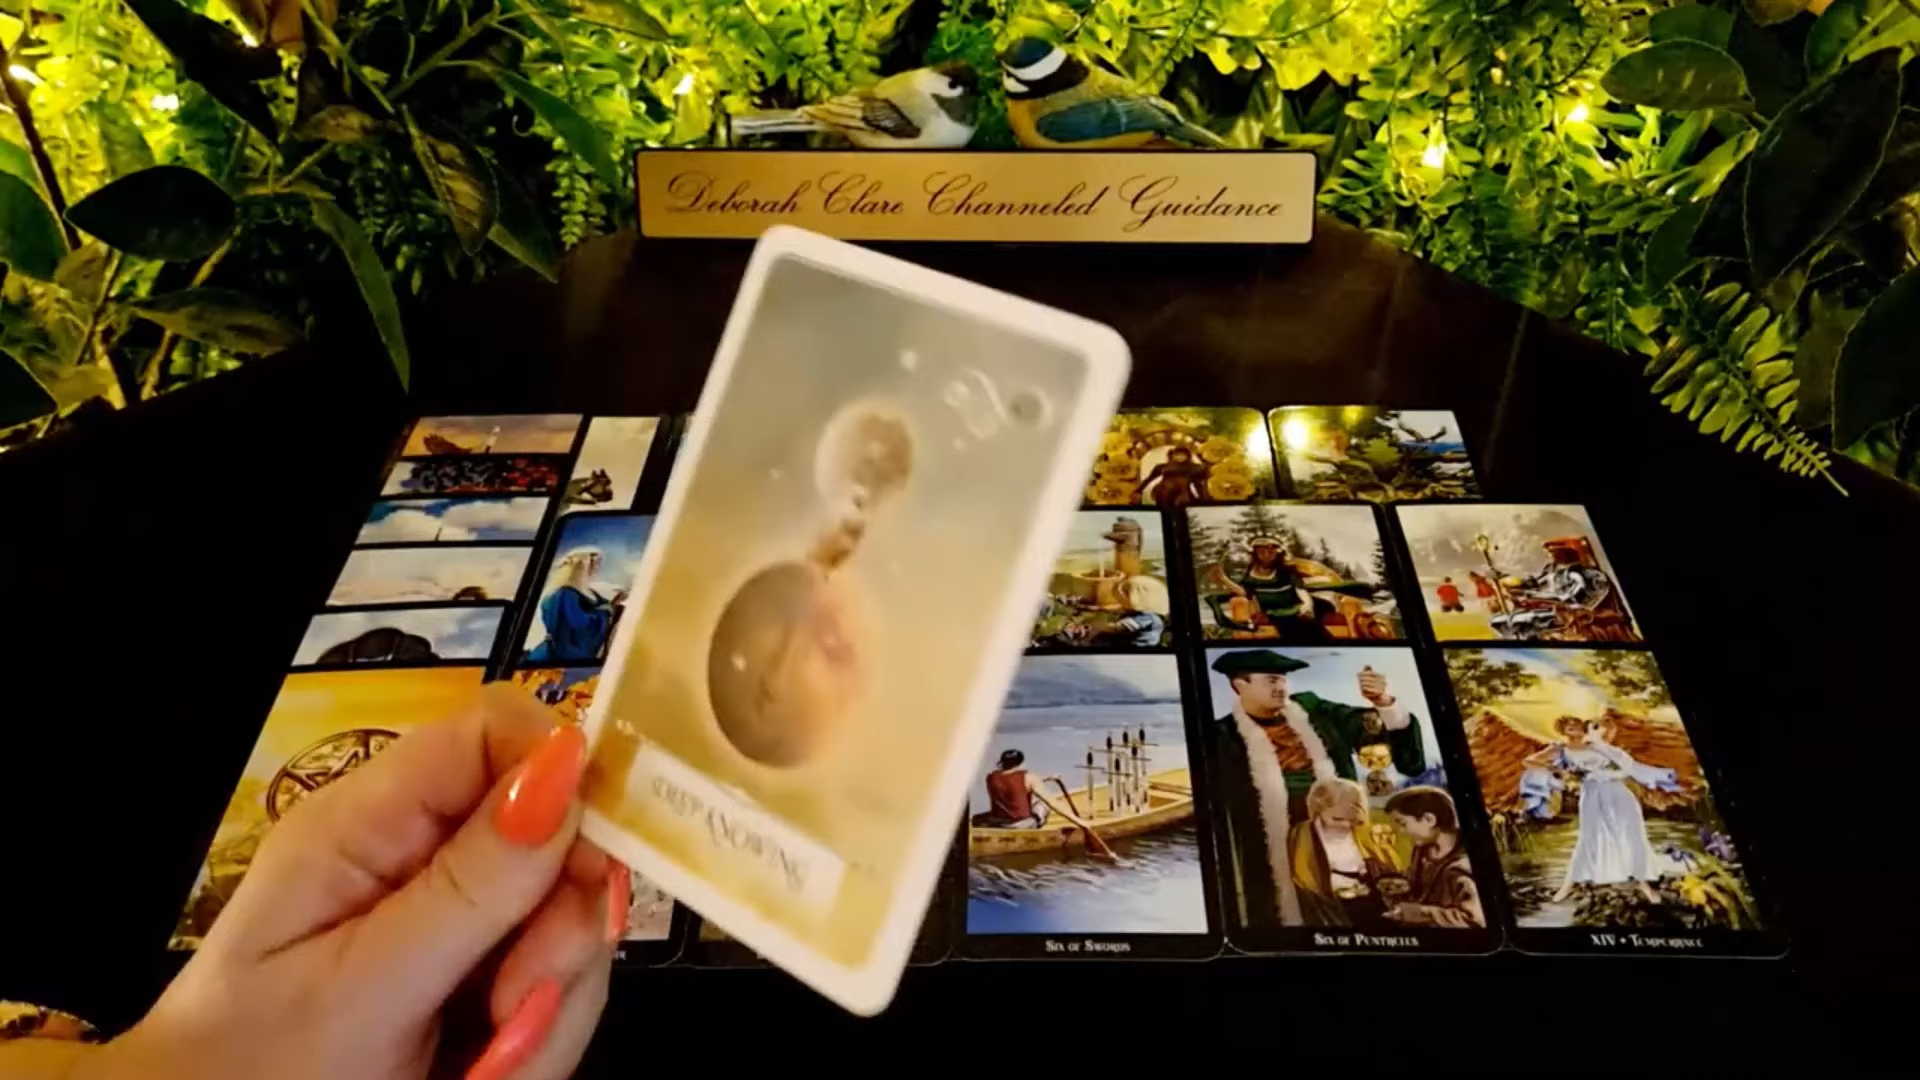 Deborah Clare Channeled Guidance
DEEP KNOWING
Six of Swords
Six of Pentacles
XIV • Temperance